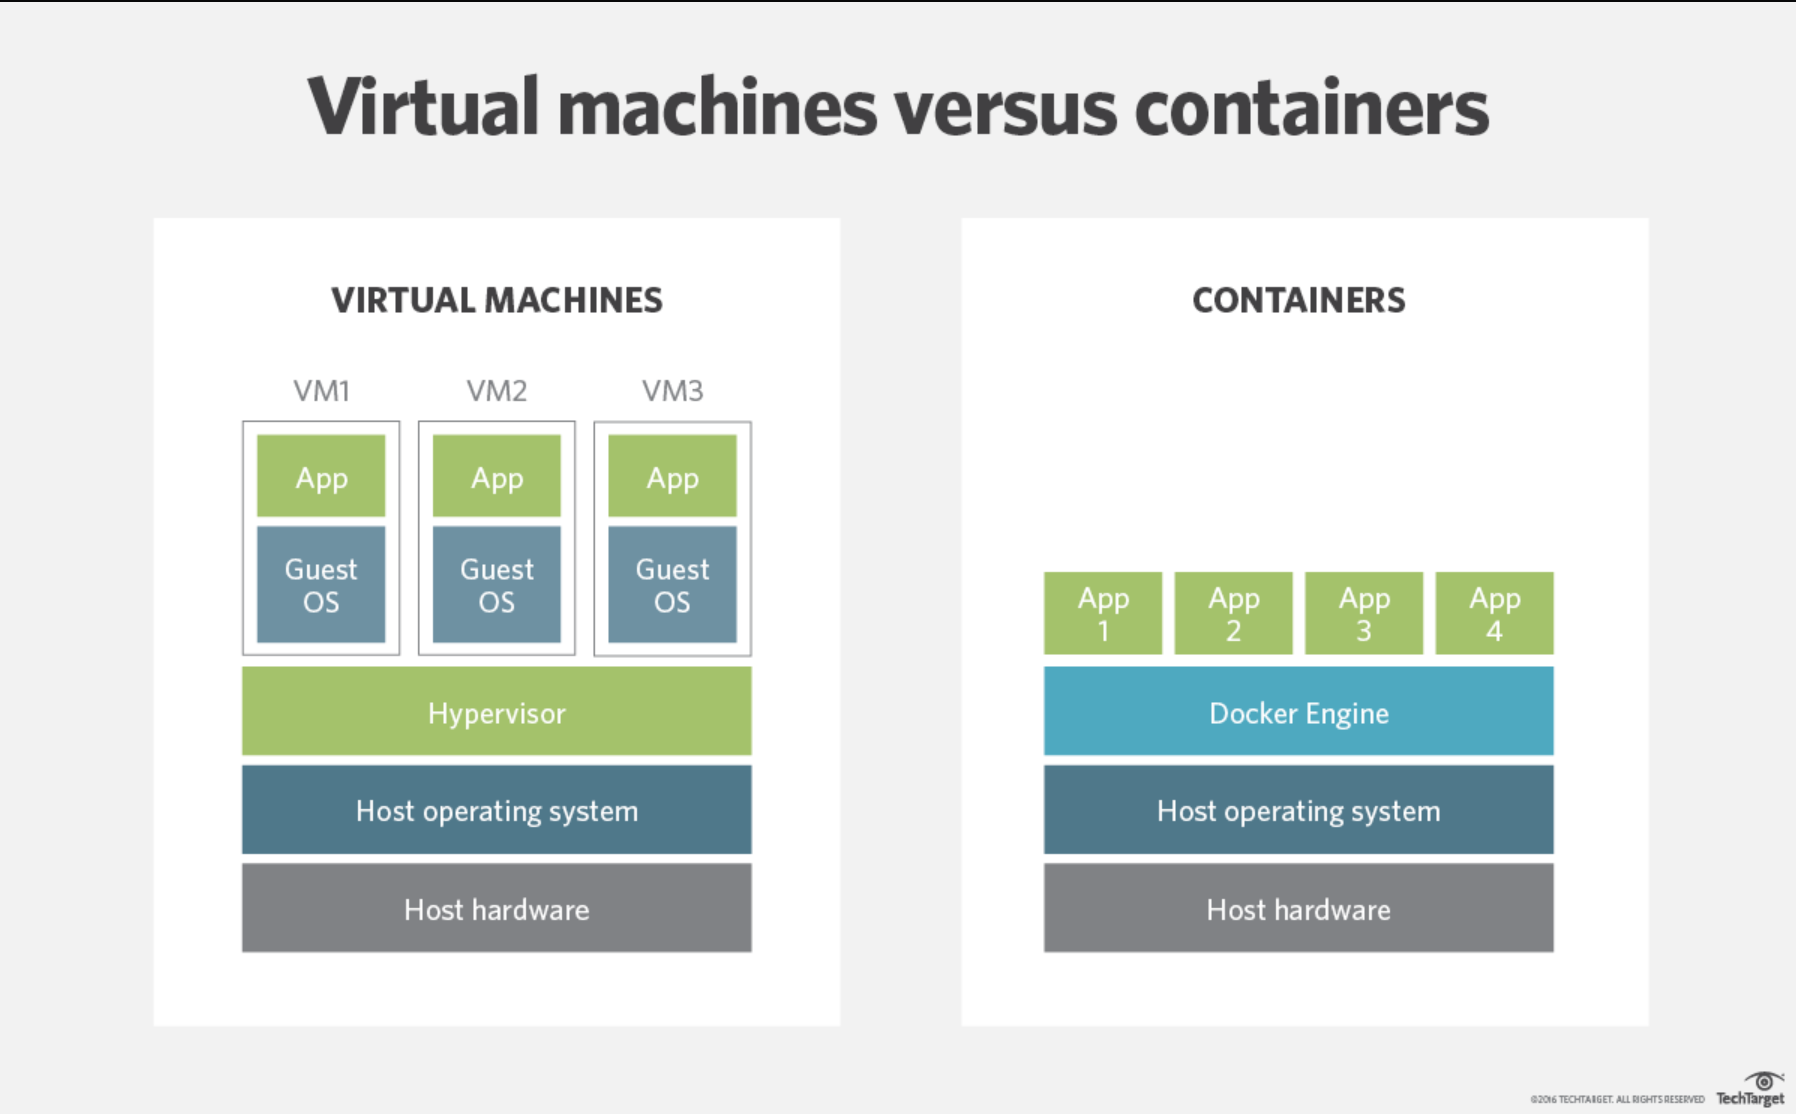 Virtual machines versus containers
VIRTUAL MACHINES
VM1 VM2 VM3
App App App
Guest Guest Guest
OS OS OS
Hypervisor
Host operating system
Host hardware
CONTAINERS
App App App App
1 2 3 4
Docker Engine
Host operating system
Host hardware
©2016 TECHTARGET. ALL RIGHTS RESERVED TechTarget